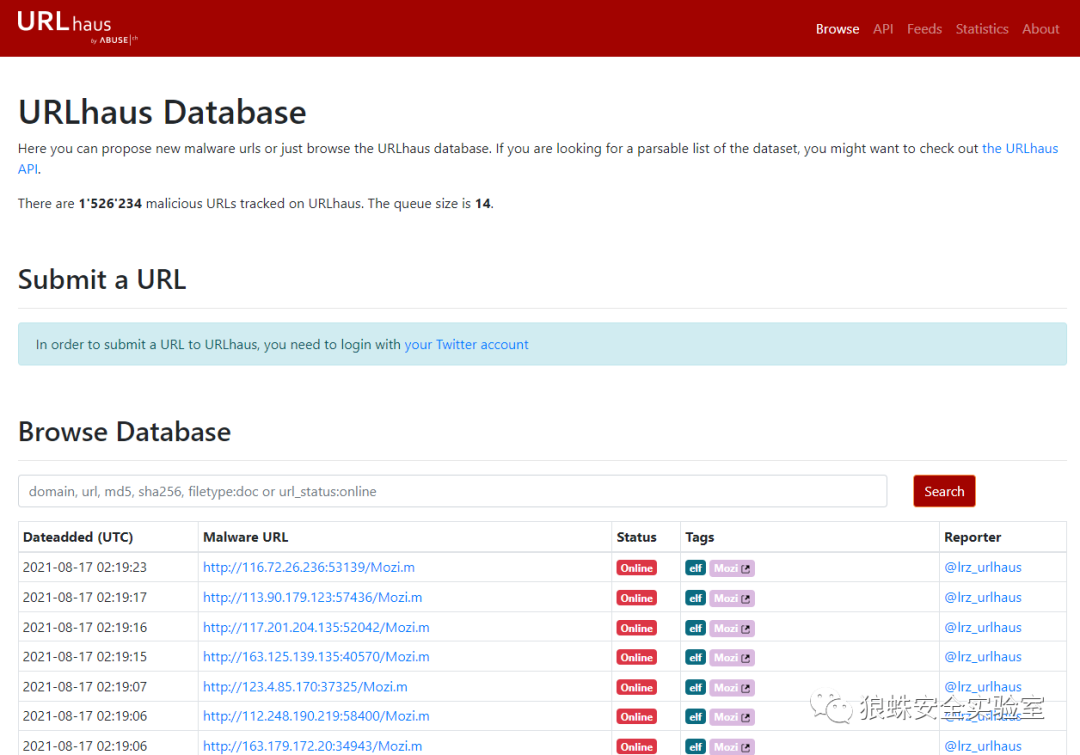 URLhaus
by ABUSE|ch
Browse API Feeds Statistics About
URLhaus Database
Here you can propose new malware urls or just browse the URLhaus database. If you are looking for a parsable list of the dataset, you might want to check out the URLhaus
API.
There are 1'526'234 malicious URLs tracked on URLhaus. The queue size is 14.
Submit a URL
In order to submit a URL to URLhaus, you need to login with your Twitter account
Browse Database
domain, url, md5, sha256, filetype:doc or url_status:online Search
Dateadded (UTC) Malware URL Status Tags Reporter
2021-08-17 02:19:23 http://116.72.26.236:53139/Mozi.m Online elf Mozi @lrz_urlhaus
2021-08-17 02:19:17 http://113.90.179.123:57436/Mozi.m Online elf Mozi @lrz_urlhaus
2021-08-17 02:19:16 http://117.201.204.135:52042/Mozi.m Online elf Mozi @lrz_urlhaus
2021-08-17 02:19:15 http://163.125.139.135:40570/Mozi.m Online elf Mozi @lrz_urlhaus
2021-08-17 02:19:07 http://123.4.85.170:37325/Mozi.m Online elf Mozi @lrz_urlhaus
2021-08-17 02:19:06 http://112.248.190.219:58400/Mozi.m Online elf Mozi @lrz_urlhaus
狼蛛安全实验室
2021-08-17 02:19:06 http://163.179.172.20:34943/Mozi.m Online elf Mozi @lrz_urlhaus